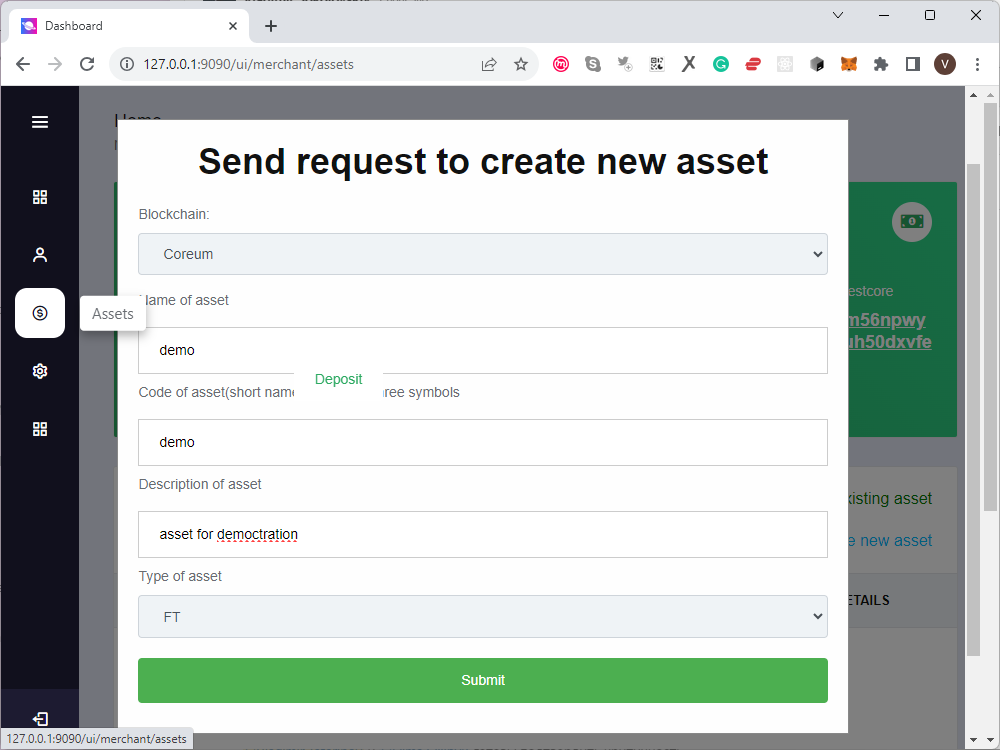 Dashboard
127.0.0.1:9090/ui/merchant/assets
V
Send request to create new asset
Blockchain:
Coreum
Name of asset
Assets
demo
Deposit
Code of asset(short name
ree symbols
demo
Description of asset
asset for democtration
Type of asset
FT
Submit
estcore
m56npwy
uh50dxvfe
xisting asset
e new asset
ETAILS
127.0.0.1:9090/ui/merchant/assets